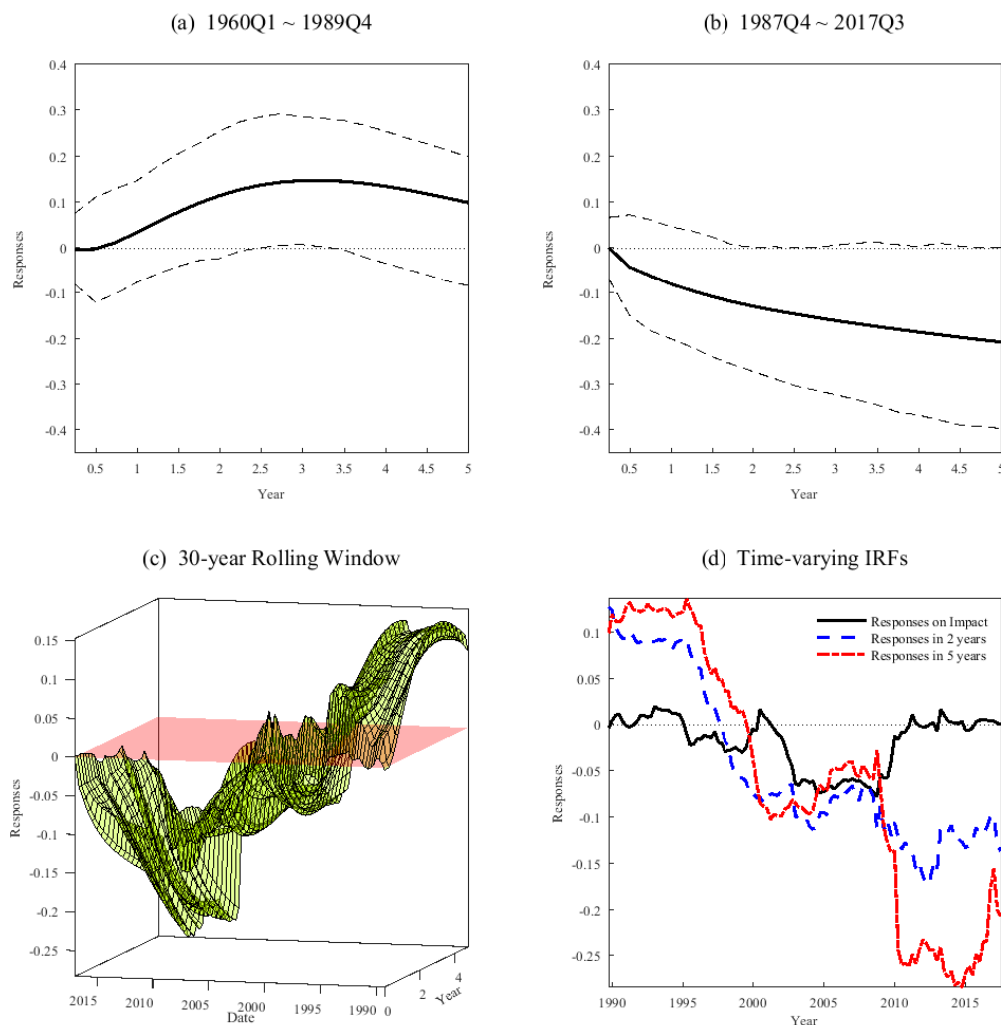 (a) 1960Q1 ~ 1989Q4
0.4
0.3
0.2
0.1
0
-0.1
-0.2
-0.3
-0.4
Responses
0.5 1 1.5 2 2.5 3 3.5 4 4.5 5
Year
(b) 1987Q4 ~ 2017Q3
0.4
0.3
0.2
0.1
0
-0.1
-0.2
-0.3
-0.4
Responses
0.5 1 1.5 2 2.5 3 3.5 4 4.5 5
Year
(c) 30-year Rolling Window
0.15
0.1
0.05
0
-0.05
-0.1
-0.15
-0.2
-0.25
Responses
2015 2010 2005 2000 1995 1990
Date
0 2 4
Year
(d) Time-varying IRFs
Responses on Impact
Responses in 2 years
Responses in 5 years
0.1
0.05
0
-0.05
-0.1
-0.15
-0.2
-0.25
Responses
1990 1995 2000 2005 2010 2015
Year